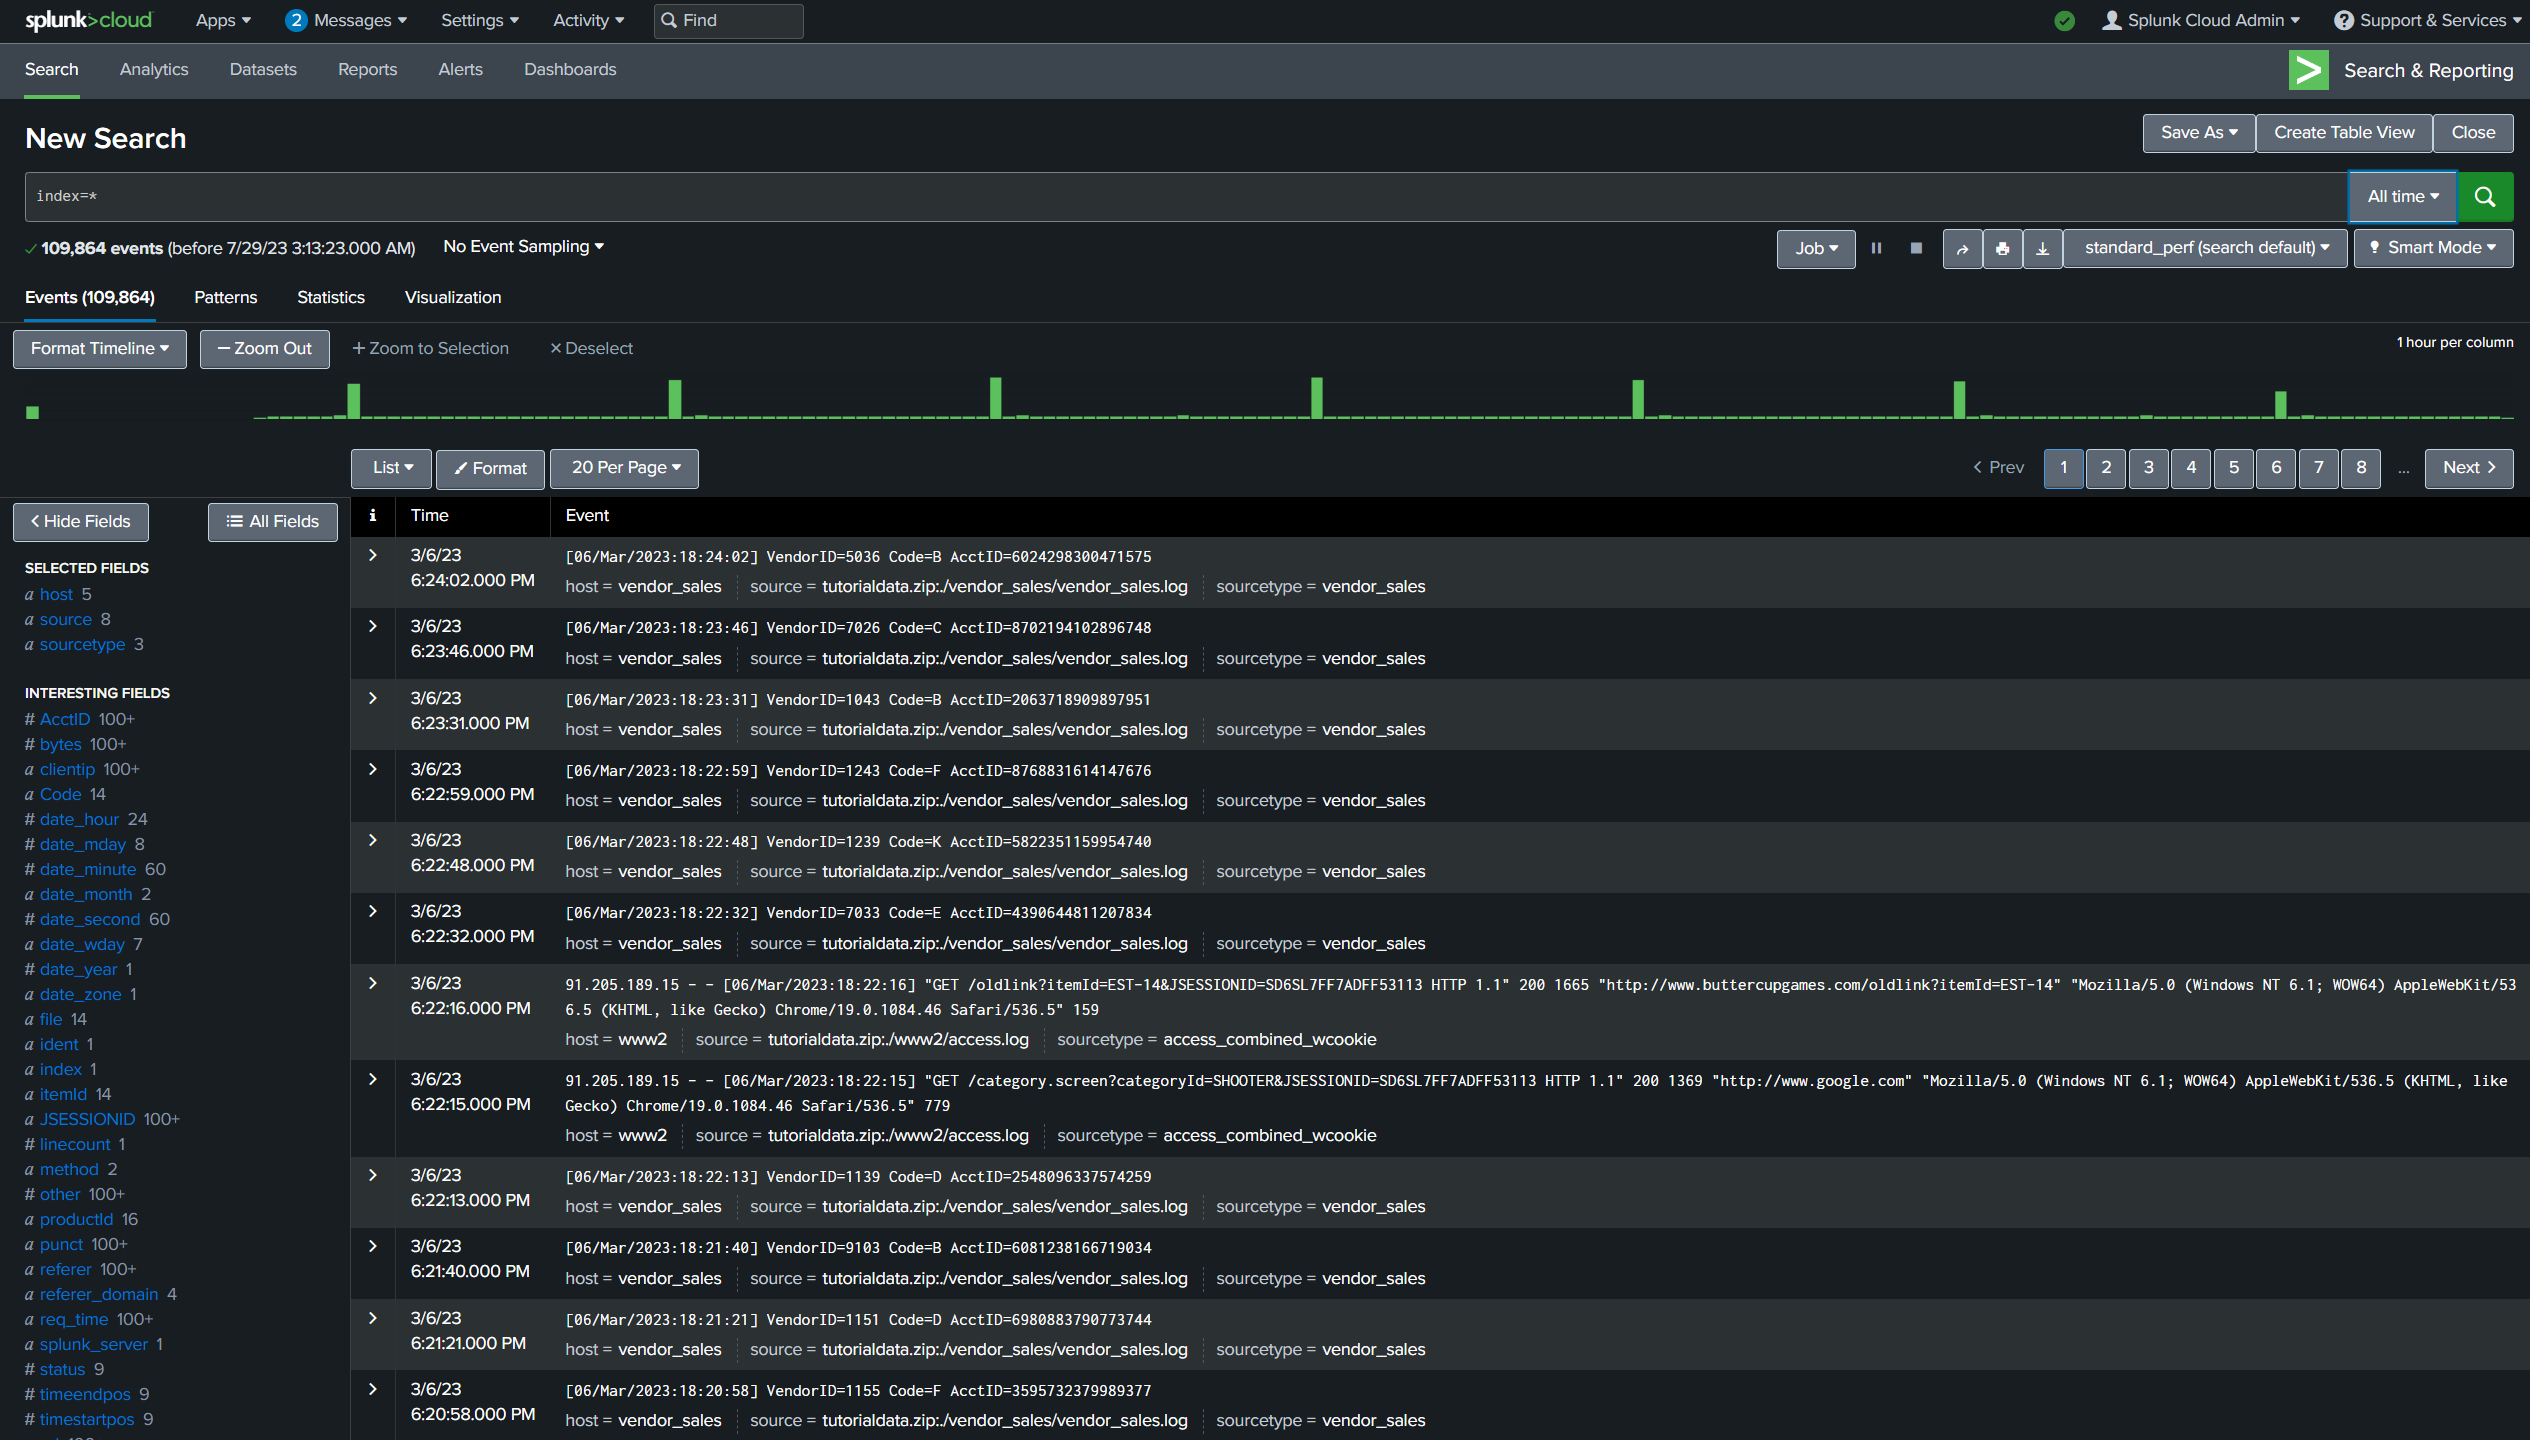 splunk>cloud Apps 2 Messages Settings Activity Find Splunk Cloud Admin ? Support & Services
Search Analytics Datasets Reports Alerts Dashboards > Search & Reporting
New Search Save As Create Table View Close
index=* All time
109,864 events (before 7/29/23 3:13:23.000 AM) No Event Sampling Job standard_perf (search default) Smart Mode
Events (109,864) Patterns Statistics Visualization
Format Timeline — Zoom Out + Zoom to Selection × Deselect 1 hour per column
List Format 20 Per Page < Prev 1 2 3 4 5 6 7 8 ... Next >
< Hide Fields All Fields
SELECTED FIELDS
a host 5
a source 8
a sourcetype 3
INTERESTING FIELDS
# AcctID 100+
# bytes 100+
a clientip 100+
a Code 14
# date_hour 24
# date_mday 8
# date_minute 60
a date_month 2
# date_second 60
a date_wday 7
# date_year 1
a date_zone 1
a file 14
a ident 1
a index 1
a itemId 14
a JSESSIONID 100+
# linecount 1
a method 2
# other 100+
a productId 16
a punct 100+
a referer 100+
a referer_domain 4
a req_time 100+
a splunk_server 1
# status 9
# timeendpos 9
# timestartpos 9
i Time Event
3/6/23 [06/Mar/2023:18:24:02] VendorID=5036 Code=B AcctID=6024298300471575
6:24:02.000 PM host = vendor_sales source = tutorialdata.zip:./vendor_sales/vendor_sales.log sourcetype = vendor_sales
3/6/23 [06/Mar/2023:18:23:46] VendorID=7026 Code=C AcctID=8702194102896748
6:23:46.000 PM host = vendor_sales source = tutorialdata.zip:./vendor_sales/vendor_sales.log sourcetype = vendor_sales
3/6/23 [06/Mar/2023:18:23:31] VendorID=1043 Code=B AcctID=2063718909897951
6:23:31.000 PM host = vendor_sales source = tutorialdata.zip:./vendor_sales/vendor_sales.log sourcetype = vendor_sales
3/6/23 [06/Mar/2023:18:22:59] VendorID=1243 Code=F AcctID=8768831614147676
6:22:59.000 PM host = vendor_sales source = tutorialdata.zip:./vendor_sales/vendor_sales.log sourcetype = vendor_sales
3/6/23 [06/Mar/2023:18:22:48] VendorID=1239 Code=K AcctID=5822351159954740
6:22:48.000 PM host = vendor_sales source = tutorialdata.zip:./vendor_sales/vendor_sales.log sourcetype = vendor_sales
3/6/23 [06/Mar/2023:18:22:32] VendorID=7033 Code=E AcctID=4390644811207834
6:22:32.000 PM host = vendor_sales source = tutorialdata.zip:./vendor_sales/vendor_sales.log sourcetype = vendor_sales
3/6/23 91.205.189.15 - - [06/Mar/2023:18:22:16] "GET /oldlink?itemId=EST-14&JSESSIONID=SD6SL7FF7ADFF53113 HTTP 1.1" 200 1665 "http://www.buttercupgames.com/oldlink?itemId=EST-14" "Mozilla/5.0 (Windows NT 6.1; WOW64) AppleWebKit/53
6:22:16.000 PM 6.5 (KHTML, like Gecko) Chrome/19.0.1084.46 Safari/536.5" 159
host = www2 source = tutorialdata.zip:./www2/access.log sourcetype = access_combined_wcookie
3/6/23 91.205.189.15 - - [06/Mar/2023:18:22:15] "GET /category.screen?categoryId=SHOOTER&JSESSIONID=SD6SL7FF7ADFF53113 HTTP 1.1" 200 1369 "http://www.google.com" "Mozilla/5.0 (Windows NT 6.1; WOW64) AppleWebKit/536.5 (KHTML, like
6:22:15.000 PM Gecko) Chrome/19.0.1084.46 Safari/536.5" 779
host = www2 source = tutorialdata.zip:./www2/access.log sourcetype = access_combined_wcookie
3/6/23 [06/Mar/2023:18:22:13] VendorID=1139 Code=D AcctID=2548096337574259
6:22:13.000 PM host = vendor_sales source = tutorialdata.zip:./vendor_sales/vendor_sales.log sourcetype = vendor_sales
3/6/23 [06/Mar/2023:18:21:40] VendorID=9103 Code=B AcctID=6081238166719034
6:21:40.000 PM host = vendor_sales source = tutorialdata.zip:./vendor_sales/vendor_sales.log sourcetype = vendor_sales
3/6/23 [06/Mar/2023:18:21:21] VendorID=1151 Code=D AcctID=6980883790773744
6:21:21.000 PM host = vendor_sales source = tutorialdata.zip:./vendor_sales/vendor_sales.log sourcetype = vendor_sales
3/6/23 [06/Mar/2023:18:20:58] VendorID=1155 Code=F AcctID=3595732379989377
6:20:58.000 PM host = vendor_sales source = tutorialdata.zip:./vendor_sales/vendor_sales.log sourcetype = vendor_sales